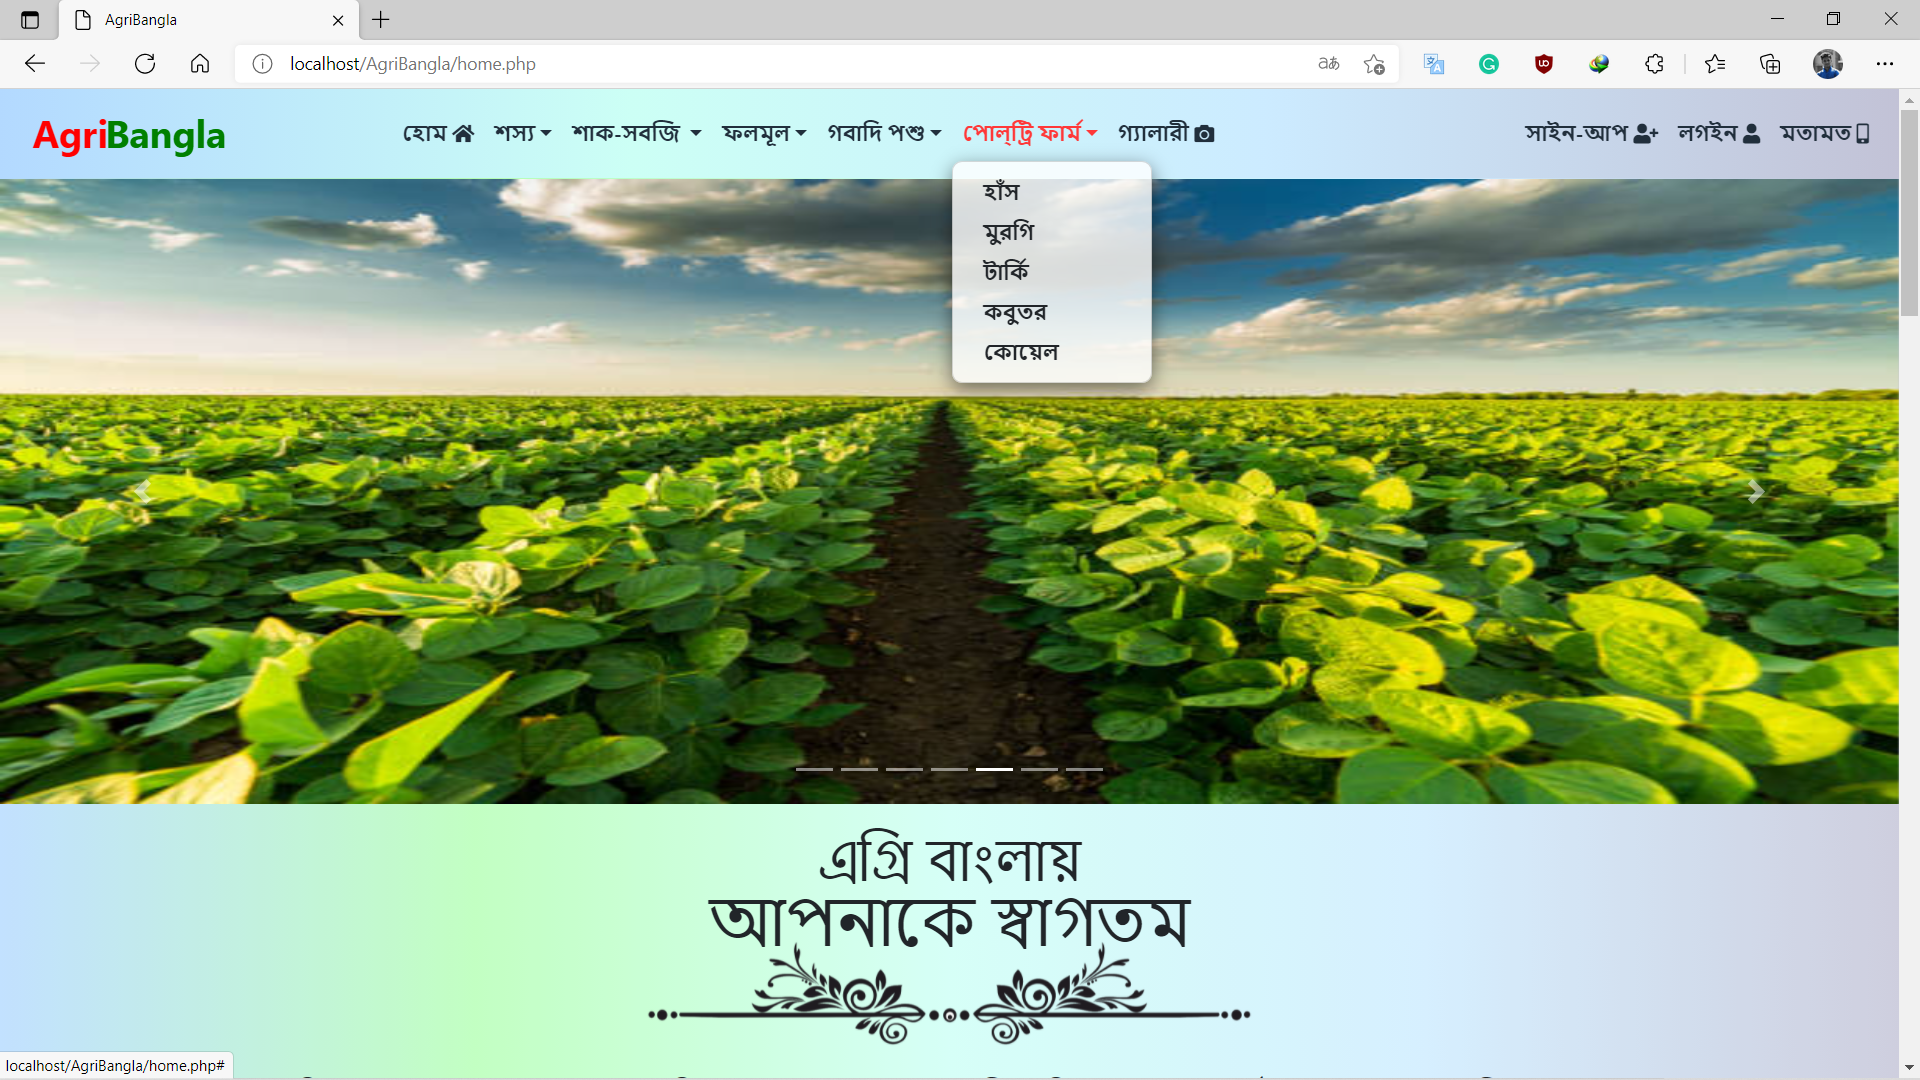 AgriBangla
localhost/AgriBangla/home.php
AgriBangla
হোম শস্য শাক-সবজি ফলমূল গবাদি পশু পোল্ট্রি ফার্ম গ্যালারী সাইন-আপ লগইন মতামত
হাঁস
মুরগি
টার্কি
কবুতর
কোয়েল
এগ্রি বাংলায়
আপনাকে স্বাগতম
localhost/AgriBangla/home.php#